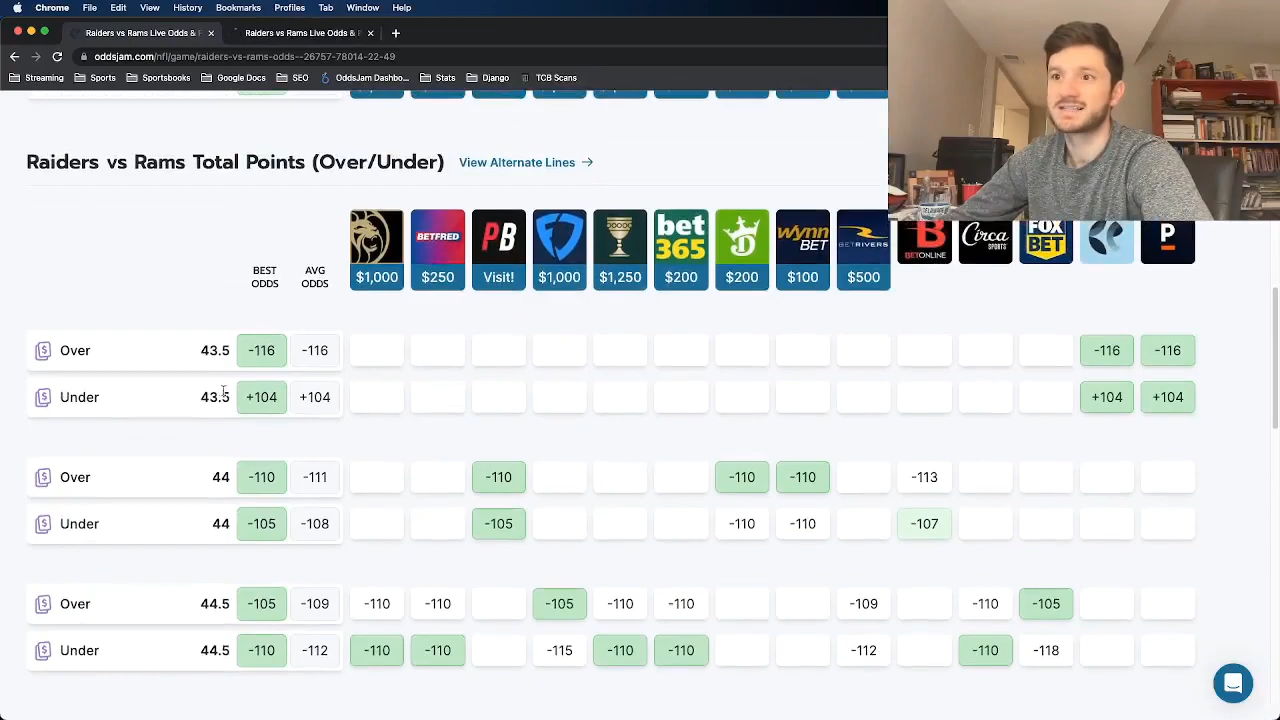 Chrome File Edit View History Bookmarks Profiles Tab Window Help
Raiders vs Rams Live Odds & Raiders vs Rams Live Odds &
oddsjam.com/nfl/game/raiders-vs-rams-odds--26757-78014-22-49
Streaming Sports Sportsbooks Google Docs SEO OddsJam Dashbo... Stats Django TCB Scans
Raiders vs Rams Total Points (Over/Under) View Alternate Lines →
BETFRED PB bet365 wynn BET BETRIVERS B BETONLINE Circa SPORTS FOX BET P
BEST ODDS AVG ODDS $1,000 $250 Visit! $1,000 $1,250 $200 $200 $100 $500
Over 43.5 -116 -116 -116 -116
Under 43.5 +104 +104 +104 +104
Over 44 -110 -111 -110 -110 -110 -113
Under 44 -105 -108 -105 -110 -110 -107
Over 44.5 -105 -109 -110 -110 -105 -110 -110 -109 -110 -105
Under 44.5 -110 -112 -110 -110 -115 -110 -110 -112 -110 -118